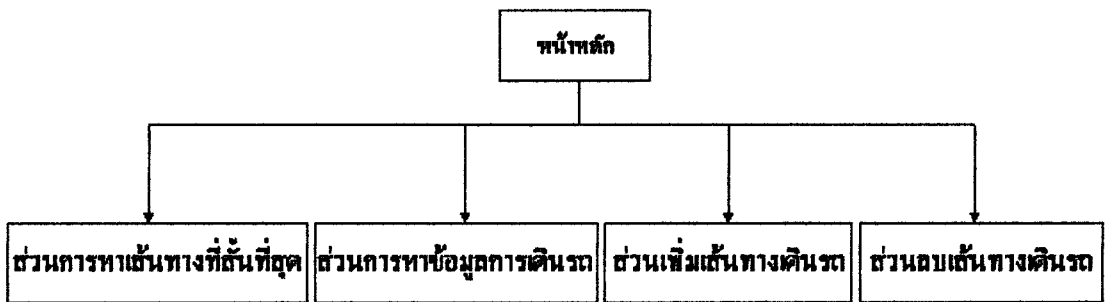 หน้าหลัก
ส่วนการหาเส้นทางที่สั้นที่สุด
ส่วนการหาข้อมูลการเดินรถ
ส่วนเพิ่มเส้นทางเดินรถ
ส่วนลบเส้นทางเดินรถ